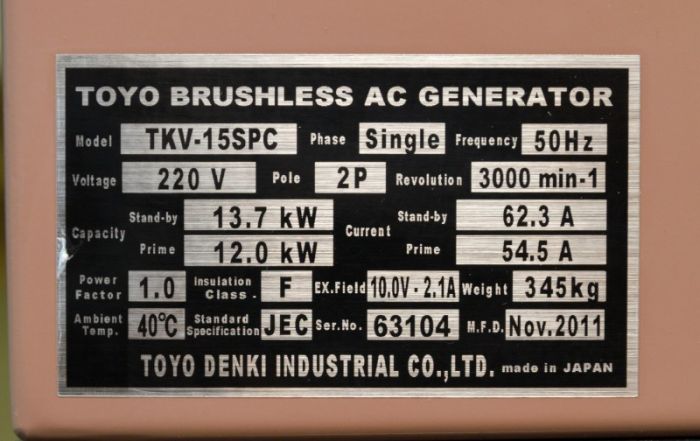 TOYO BRUSHLESS AC GENERATOR
Model TKV-15SPC Phase Single Frequency 50Hz
Voltage 220 V Pole 2P Revolution 3000 min-1
Capacity Stand-by 13.7 kW Current Stand-by 62.3 A
Prime 12.0 kW Prime 54.5 A
Power Factor 1.0 Insulation Class . F EX.Field 10.0V - 2.1A Weight 345kg
Ambient Temp. 40℃ Standard Specification JEC Ser.No. 63104 M.F.D. Nov.2011
TOYO DENKI INDUSTRIAL CO.,LTD. made in JAPAN